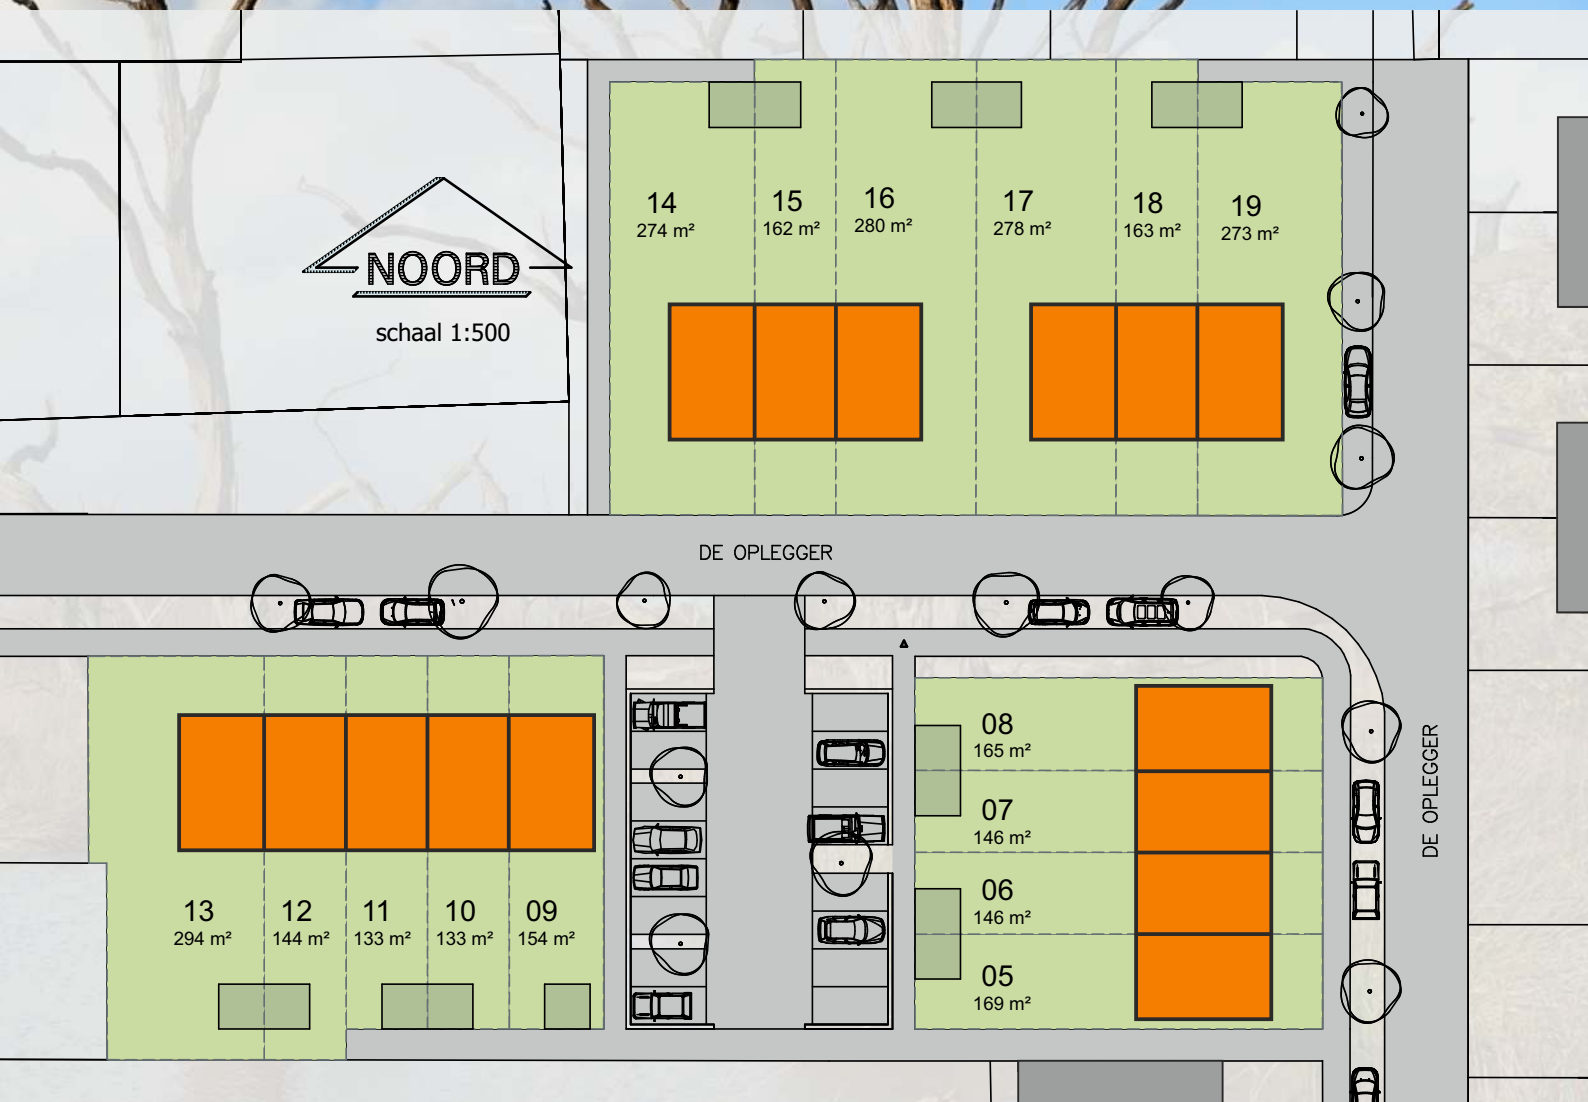 14
274 m²
15
162 m²
16
280 m²
17
278 m²
18
163 m²
19
273 m²
NOORD
schaal 1:500
DE OPLEGGER
08
165 m²
07
146 m²
06
146 m²
05
169 m²
DE OPLEGGER
13
294 m²
12
144 m²
11
133 m²
10
133 m²
09
154 m²